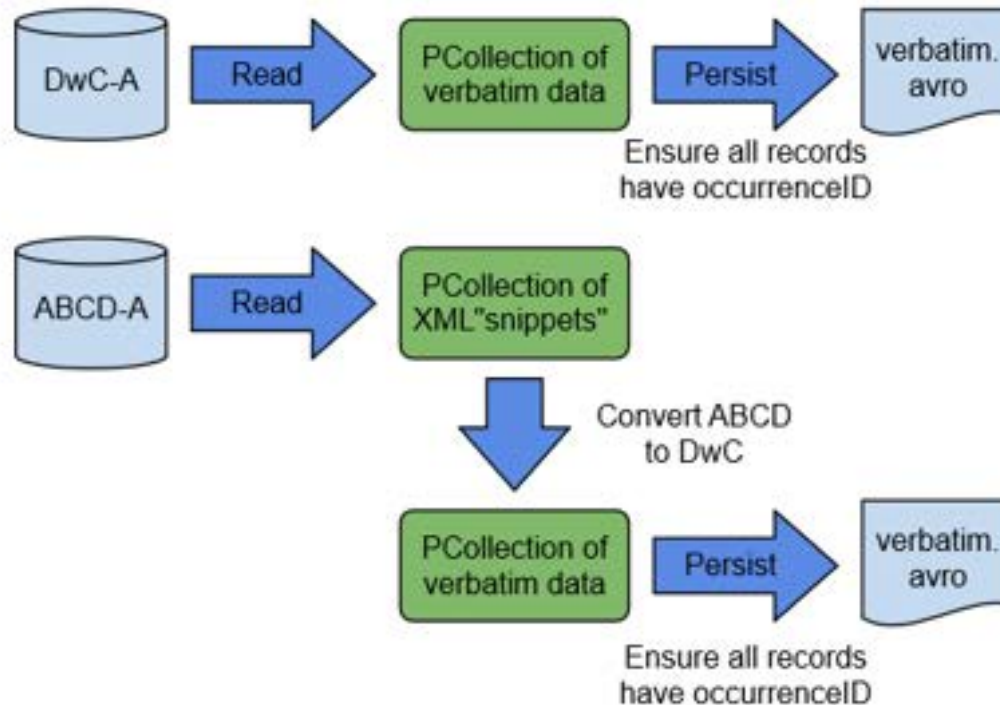 DwC-A
Read
PCollection of
verbatim data
Persist
verbatim.
avro
Ensure all records
have occurrenceID
ABCD-A
Read
PCollection of
XML"snippets"
Convert ABCD
to DwC
PCollection of
verbatim data
Persist
verbatim.
avro
Ensure all records
have occurrenceID